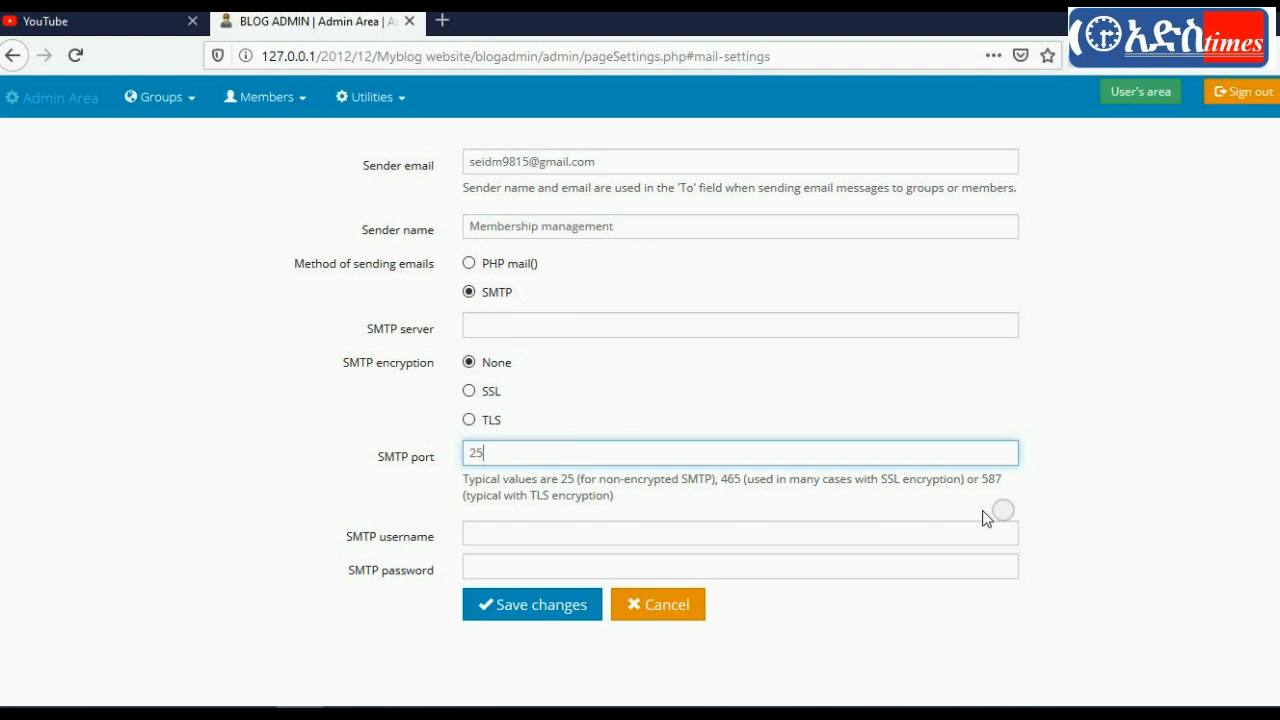 YouTube
BLOG ADMIN | Admin Area |
127.0.0.1/2012/12/Myblog website/blogadmin/admin/pageSettings.php#mail-settings
አድስtimes
Admin Area
Groups
Members
Utilities
User's area
Sign out
Sender email
seidm9815@gmail.com
Sender name and email are used in the 'To' field when sending email messages to groups or members.
Sender name
Membership management
Method of sending emails
PHP mail()
SMTP
SMTP server
SMTP encryption
None
SSL
TLS
SMTP port
25
Typical values are 25 (for non-encrypted SMTP), 465 (used in many cases with SSL encryption) or 587
(typical with TLS encryption)
SMTP username
SMTP password
Save changes
Cancel